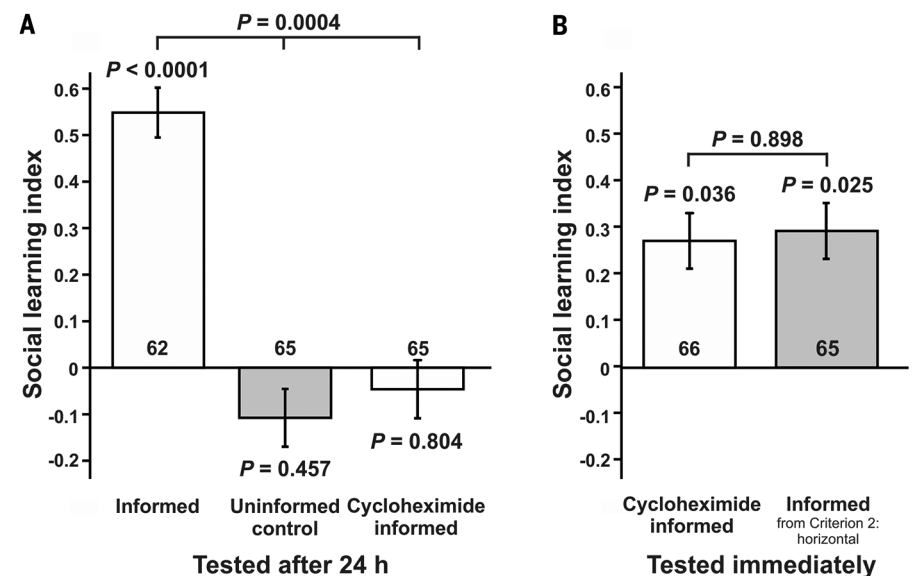 A
P = 0.0004
P < 0.0001
Social learning index
0.6
0.5
0.4
0.3
0.2
0.1
0
-0.1
-0.2
62
65
65
P = 0.457
P = 0.804
Informed
Uninformed
control
Cycloheximide
informed
Tested after 24 h
B
P = 0.898
P = 0.036
P = 0.025
Social learning index
0.6
0.5
0.4
0.3
0.2
0.1
0
-0.1
-0.2
66
65
Cycloheximide
informed
Informed
from Criterion 2:
horizontal
Tested immediately